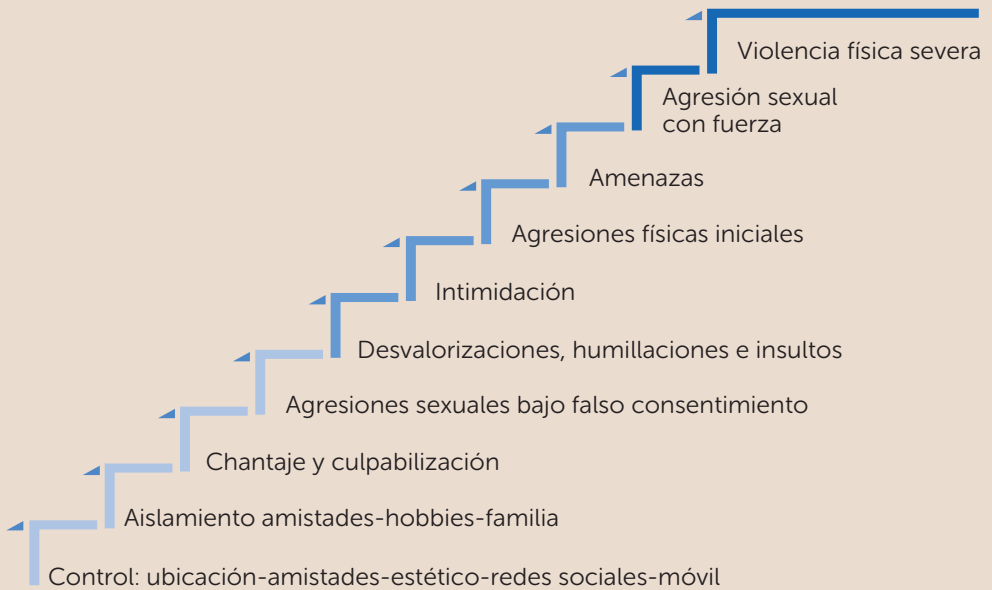 Violencia física severa
Agresión sexual
con fuerza
Amenazas
Agresiones físicas iniciales
Intimidación
Desvalorizaciones, humillaciones e insultos
Agresiones sexuales bajo falso consentimiento
Chantaje y culpabilización
Aislamiento amistades-hobbies-familia
Control: ubicación-amistades-estético-redes sociales-móvil